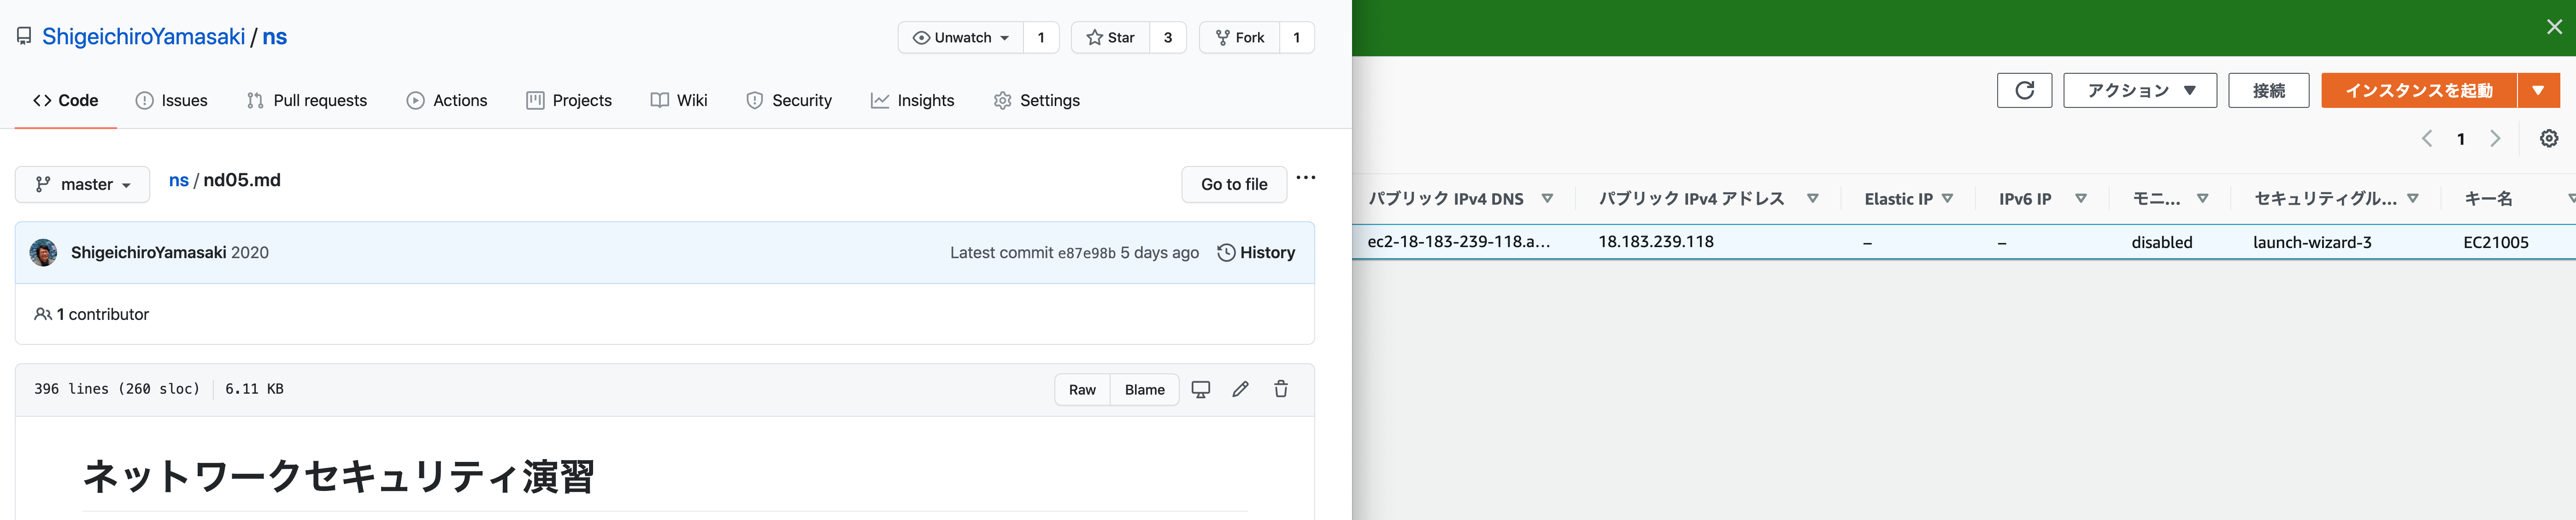 ShigeichiroYamasaki / ns
Unwatch 1
Star 3
Fork 1
Code
Issues
Pull requests
Actions
Projects
Wiki
Security
Insights
Settings
master
ns / nd05.md
Go to file
ShigeichiroYamasaki 2020
Latest commit e87e98b 5 days ago
History
1 contributor
396 lines (260 sloc) 6.11 KB
Raw
Blame
ネットワークセキュリティ演習
アクション
接続
インスタンスを起動
1
パブリック IPv4 DNS
パブリック IPv4 アドレス
Elastic IP
IPv6 IP
モニ...
セキュリティグル...
キー名
ec2-18-183-239-118.a...
18.183.239.118
–
–
disabled
launch-wizard-3
EC21005